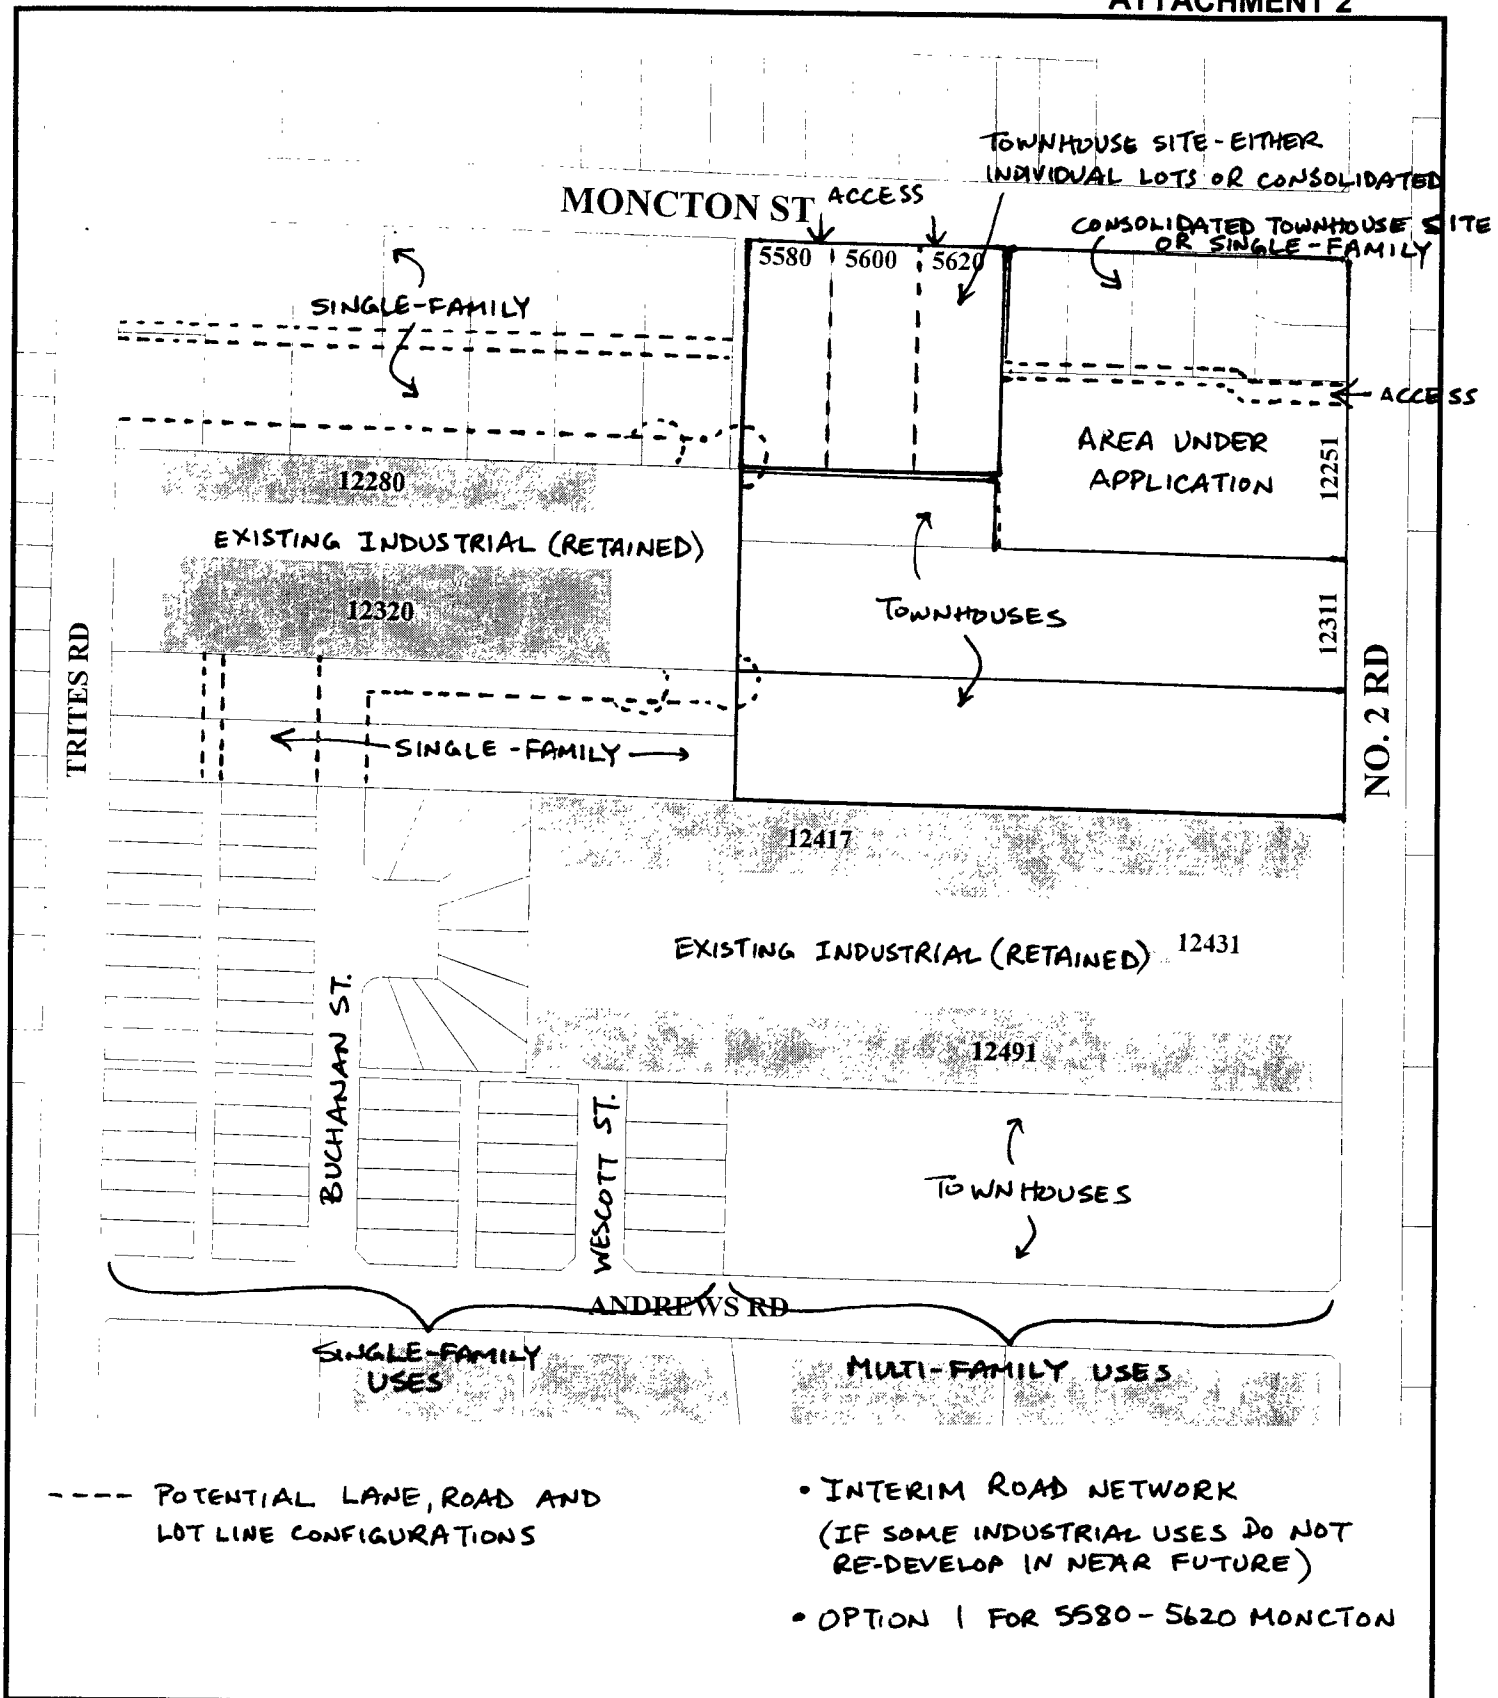 ATTACHMENT 2
TOWNHOUSE SITE - EITHER
INDIVIDUAL LOTS OR CONSOLIDATED
MONCTON ST
ACCESS
CONSOLIDATED TOWNHOUSE SITE
OR SINGLE-FAMILY
5580
5600
5620
SINGLE-FAMILY
ACCESS
AREA UNDER
APPLICATION
12251
12280
EXISTING INDUSTRIAL (RETAINED)
12320
TOWNHOUSES
12311
TRITES RD
NO. 2 RD
SINGLE-FAMILY
12417
EXISTING INDUSTRIAL (RETAINED)
12431
BUCHANAN ST.
12491
WESCOTT ST.
TOWNHOUSES
ANDREWS RD
SINGLE-FAMILY
USES
MULTI-FAMILY USES
---- POTENTIAL LANE, ROAD AND
LOT LINE CONFIGURATIONS
• INTERIM ROAD NETWORK
(IF SOME INDUSTRIAL USES DO NOT
RE-DEVELOP IN NEAR FUTURE)
• OPTION 1 FOR 5580-5620 MONCTON